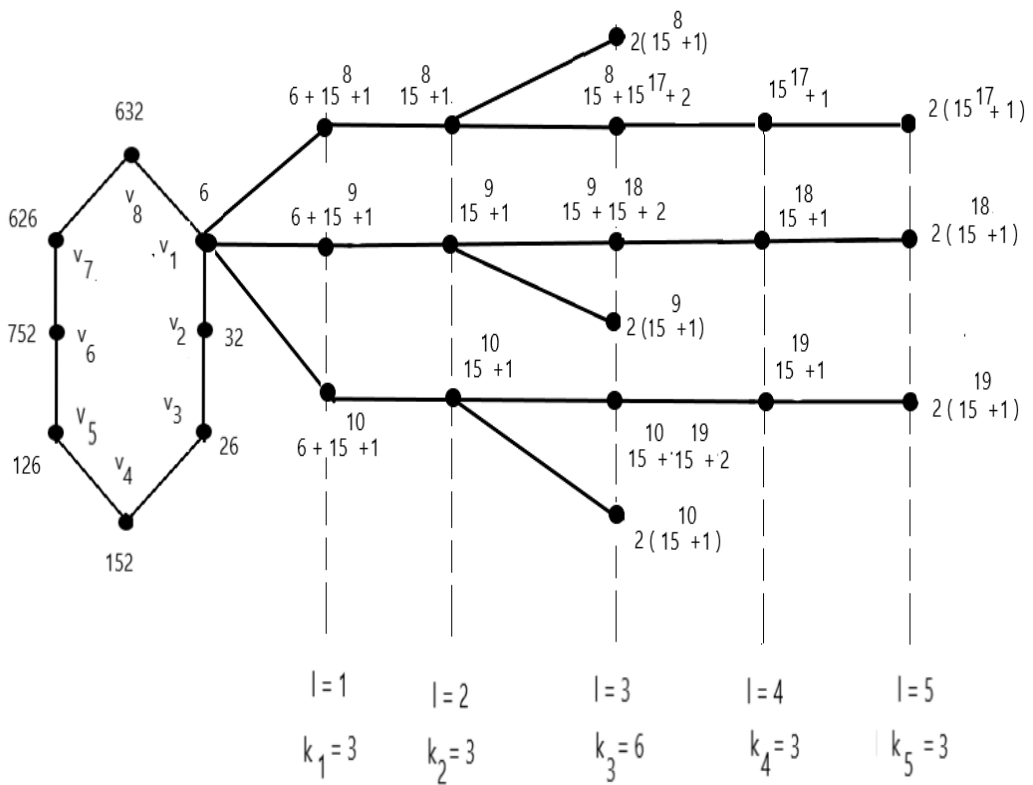 8
2(15 +1)
8
6 + 15 +1
8
15 +1
8 17
15 +15 + 2
17
15 + 1
17
2 ( 15 + 1)
632
v8
6
626
v7
v1
9
6 + 15 +1
9
15 +1
9 18
15 + 15 + 2
18
15 +1
18
2 ( 15 +1)
752
v6
v2
32
9
2 (15 +1)
v5
v3
126
v4
26
152
10
6 + 15 +1
10
15 +1
10 19
15 + 15 + 2
19
15 +1
19
2 ( 15 +1)
10
2 ( 15 +1)
l = 1 l = 2 l = 3 l = 4 l = 5
k1 = 3 k2 = 3 k3 = 6 k4 = 3 k5 = 3